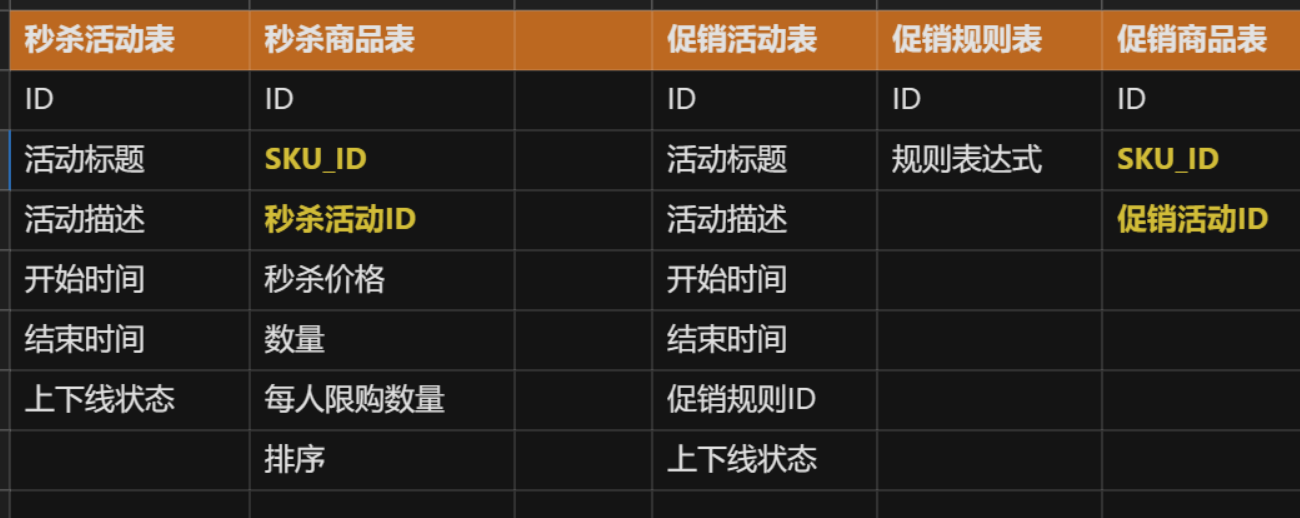 秒杀活动表 秒杀商品表 促销活动表 促销规则表 促销商品表
ID ID ID ID ID
活动标题 SKU_ID 活动标题 规则表达式 SKU_ID
活动描述 秒杀活动ID 活动描述 促销活动ID
开始时间 秒杀价格 开始时间
结束时间 数量 结束时间
上下线状态 每人限购数量 促销规则ID
排序 上下线状态